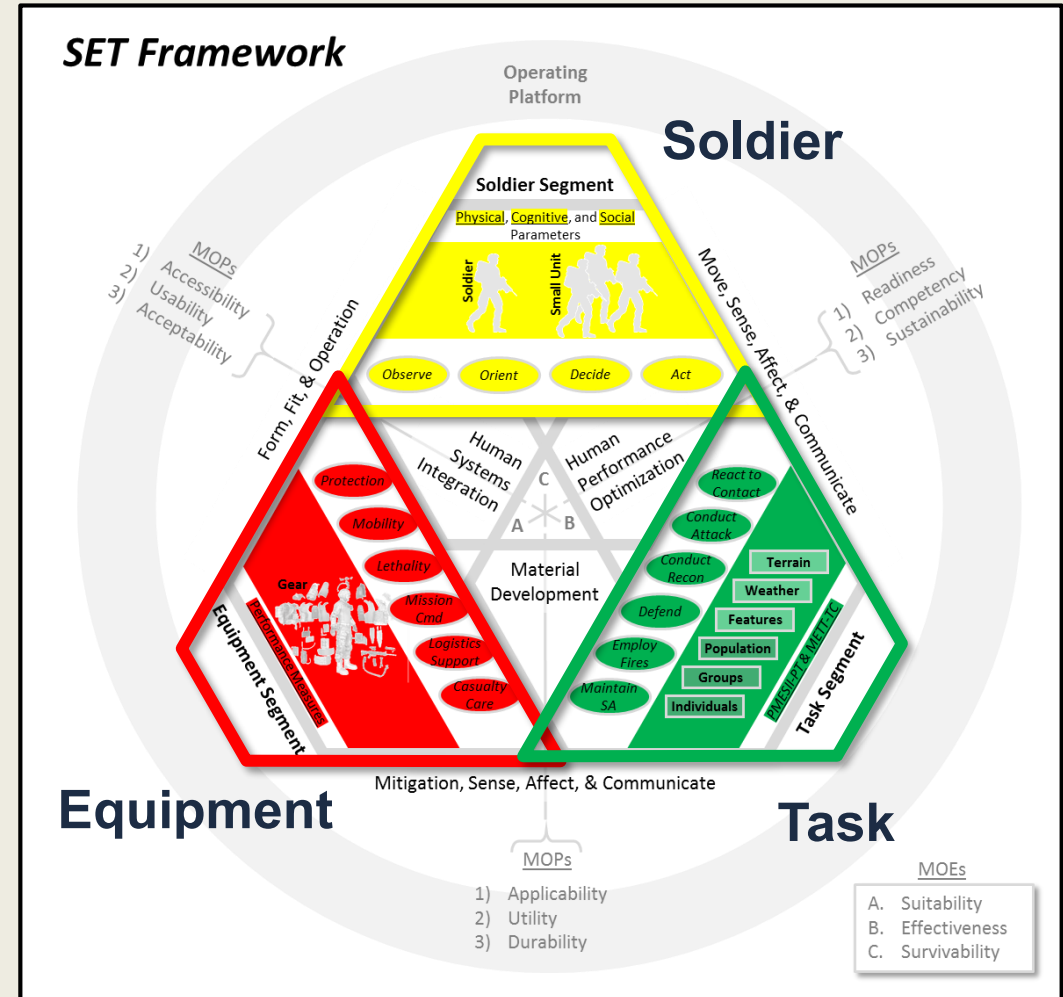 SET Framework
Operating
Platform
Soldier
Soldier Segment
Physical, Cognitive, and Social
Parameters
Soldier
Small Unit
Observe
Orient
Decide
Act
MOPs
1) Accessibility
2) Usability
3) Acceptability
Form, Fit, & Operation
MOPs
1) Readiness
2) Competency
3) Sustainability
Move, Sense, Affect, & Communicate
Human
Systems
Integration
Human
Performance
Optimization
C
A
B
Material
Development
Protection
Mobility
Lethality
Mission
Cmd
Logistics
Support
Casualty
Care
Gear
Performance Measures
Equipment Segment
React to
Contact
Conduct
Attack
Conduct
Recon
Defend
Employ
Fires
Maintain
SA
Terrain
Weather
Features
Population
Groups
Individuals
PMESII-PT & METT-TC
Task Segment
Mitigation, Sense, Affect, & Communicate
Equipment
Task
MOPs
1) Applicability
2) Utility
3) Durability
MOEs
A. Suitability
B. Effectiveness
C. Survivability